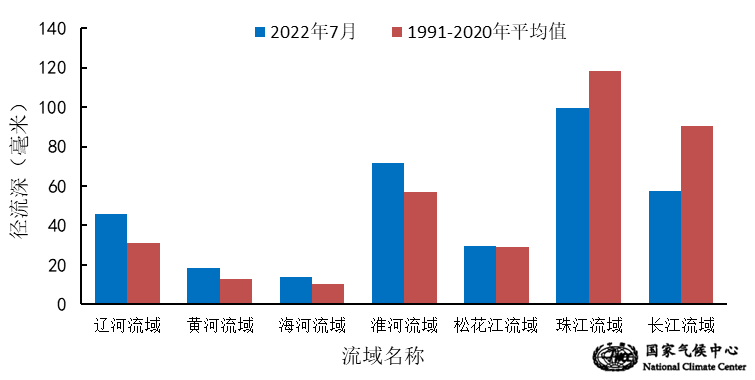 2022年7月 1991-2020年平均值
140
120
100
80
60
40
20
0
径流深（毫米）
辽河流域 黄河流域 海河流域 淮河流域 松花江流域 珠江流域 长江流域
流域名称
国家气候中心
National Climate Center